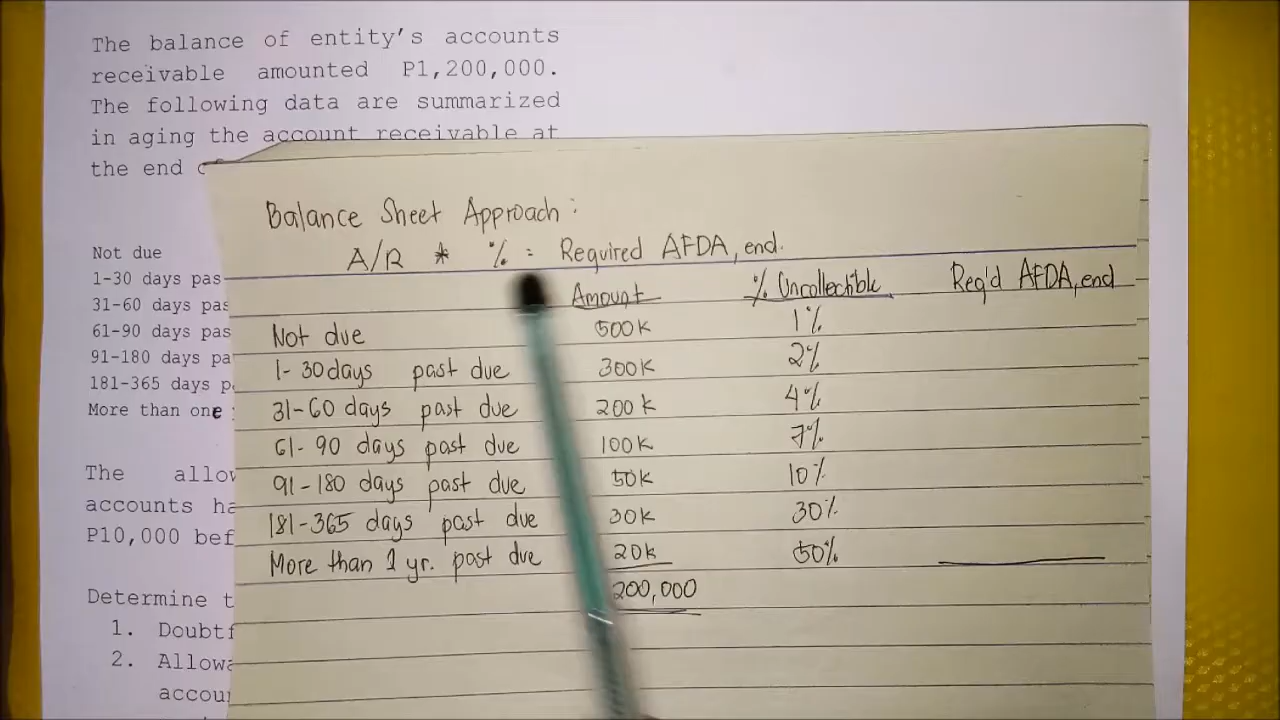 The balance of entity's accounts
receivable amounted P1,200,000.
The following data are summarized
in aging the account receivable at
the end
Balance Sheet Approach:
A/R * % = Required AFDA, end.
Amount % Uncollectible Req'd AFDA, end
Not due 500k 1%
1-30 days past due 300k 2%
31-60 days past due 200k 4%
61-90 days past due 100k 7%
91-180 days past due 50k 10%
181-365 days past due 30k 30%
More than 1 yr. past due 20k 50%
200,000
Not due
1-30 days pas
31-60 days pas
61-90 days pas
91-180 days pa
181-365 days p
More than one
The allow
accounts ha
P10,000 bef
Determine t
1. Doubtf
2. Allowa
accou